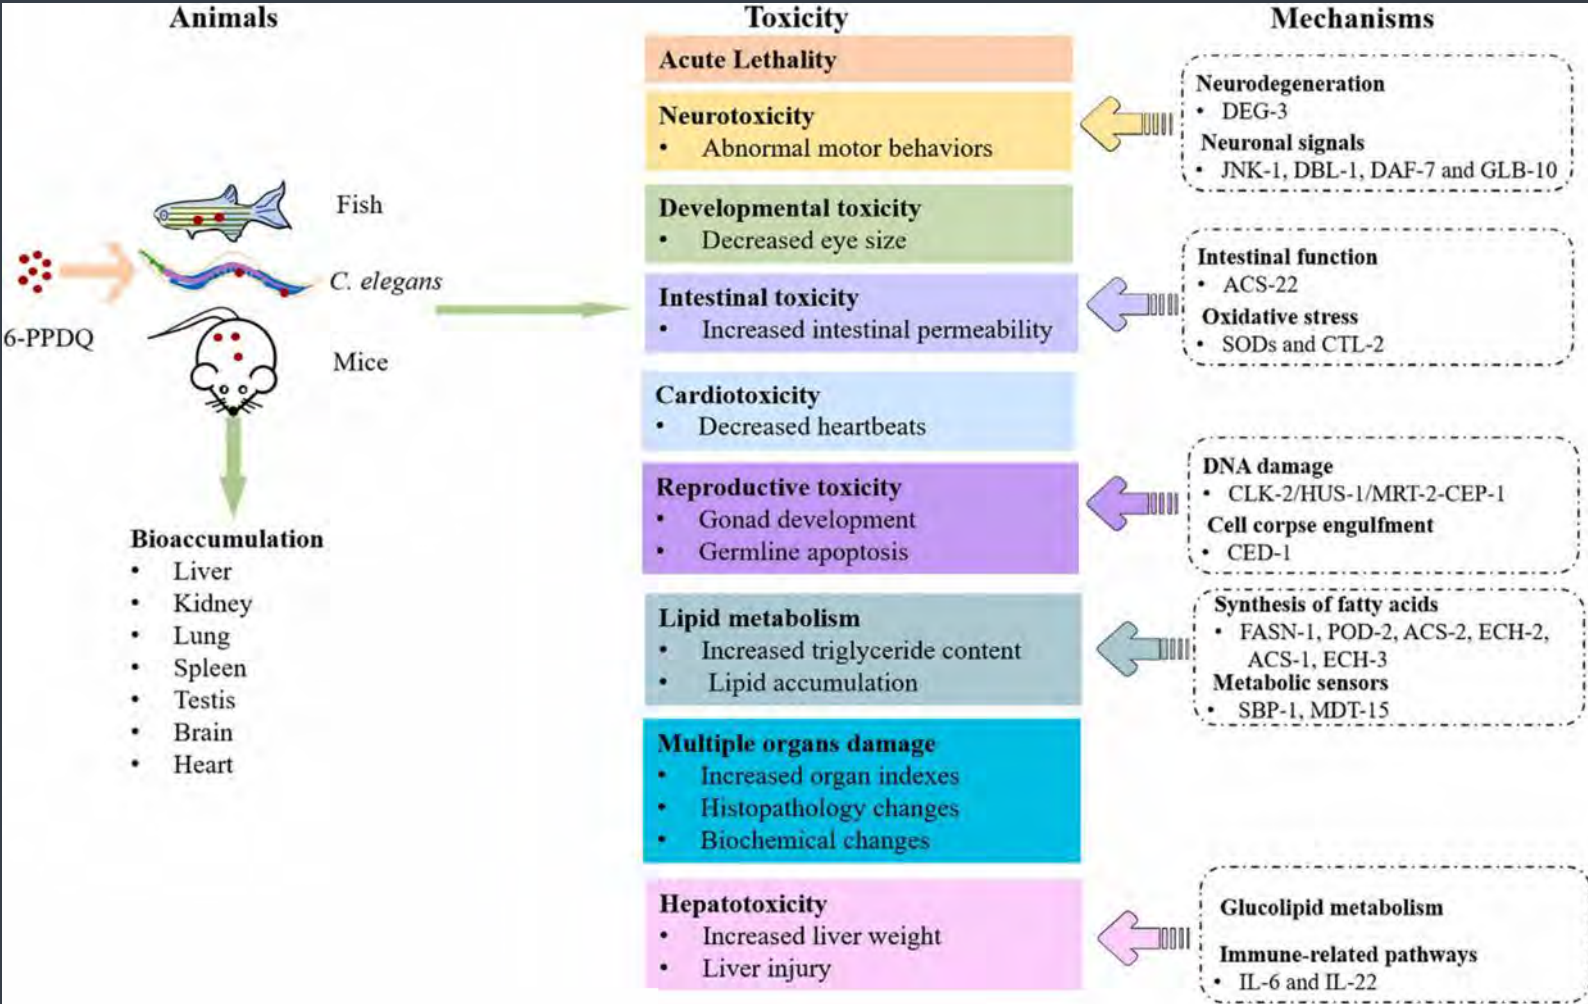 Animals
6-PPDQ
Fish
C. elegans
Mice
Bioaccumulation
• Liver
• Kidney
• Lung
• Spleen
• Testis
• Brain
• Heart
Toxicity
Acute Lethality
Neurotoxicity
• Abnormal motor behaviors
Developmental toxicity
• Decreased eye size
Intestinal toxicity
• Increased intestinal permeability
Cardiotoxicity
• Decreased heartbeats
Reproductive toxicity
• Gonad development
• Germline apoptosis
Lipid metabolism
• Increased triglyceride content
• Lipid accumulation
Multiple organs damage
• Increased organ indexes
• Histopathology changes
• Biochemical changes
Hepatotoxicity
• Increased liver weight
• Liver injury
Mechanisms
Neurodegeneration
• DEG-3
Neuronal signals
• JNK-1, DBL-1, DAF-7 and GLB-10
Intestinal function
• ACS-22
Oxidative stress
• SODs and CTL-2
DNA damage
• CLK-2/HUS-1/MRT-2-CEP-1
Cell corpse engulfment
• CED-1
Synthesis of fatty acids
• FASN-1, POD-2, ACS-2, ECH-2,
ACS-1, ECH-3
Metabolic sensors
• SBP-1, MDT-15
Glucolipid metabolism
Immune-related pathways
• IL-6 and IL-22